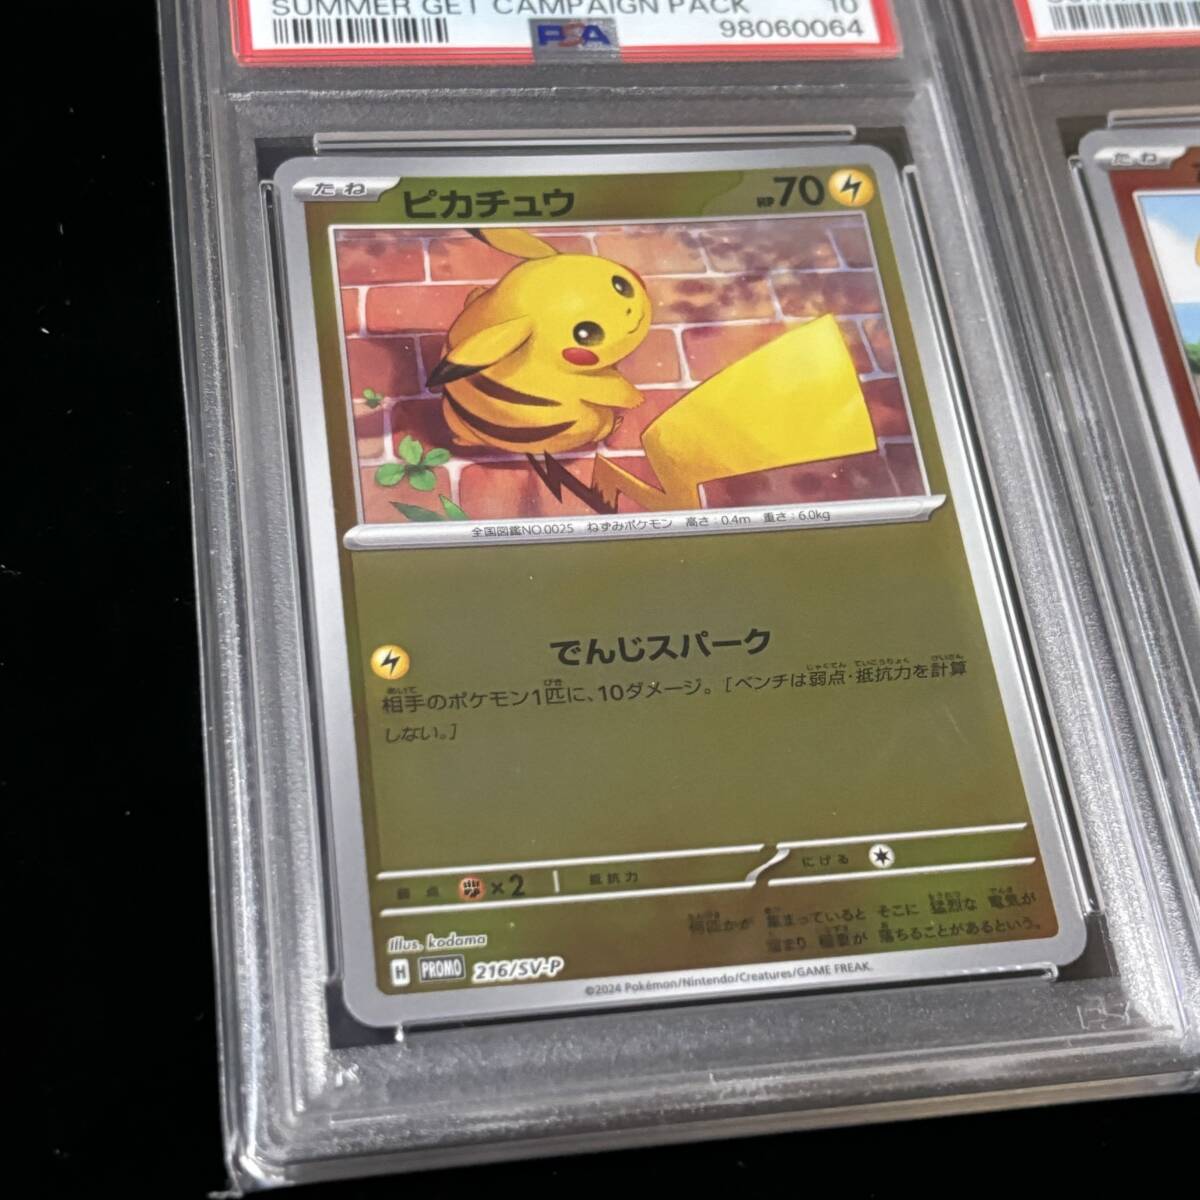 SUMMER GET CAMPAIGN PACK 10
PSA 98060064
たね ピカチュウ HP70
全国図鑑NO.0025 ねずみポケモン 高さ:0.4m 重さ:6.0kg
でんじスパーク
相手のポケモン1匹に、10ダメージ。[ベンチは弱点・抵抗力を計算
しない。]
弱点 ×2 抵抗力 にげる
何匹かが 集まっていると そこに 猛烈な 電気が
溜まり 稲妻が 落ちることがあるという。
illus. kodama
H PROMO 216/SV-P
©2024 Pokémon/Nintendo/Creatures/GAME FREAK.
たね